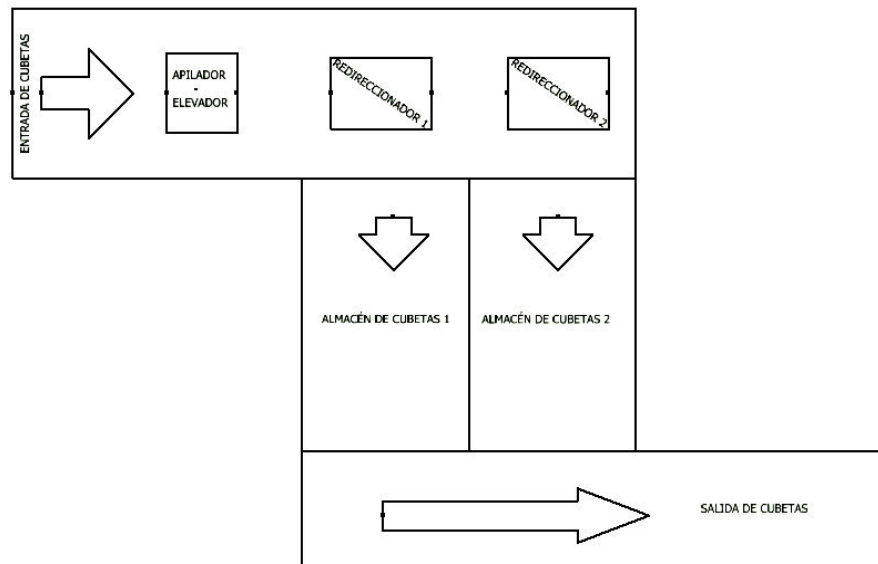 ENTRADA DE CUBETAS
APILADOR
-
ELEVADOR
REDIRECCIONADOR 1
REDIRECCIONADOR 2
ALMACÉN DE CUBETAS 1
ALMACÉN DE CUBETAS 2
SALIDA DE CUBETAS